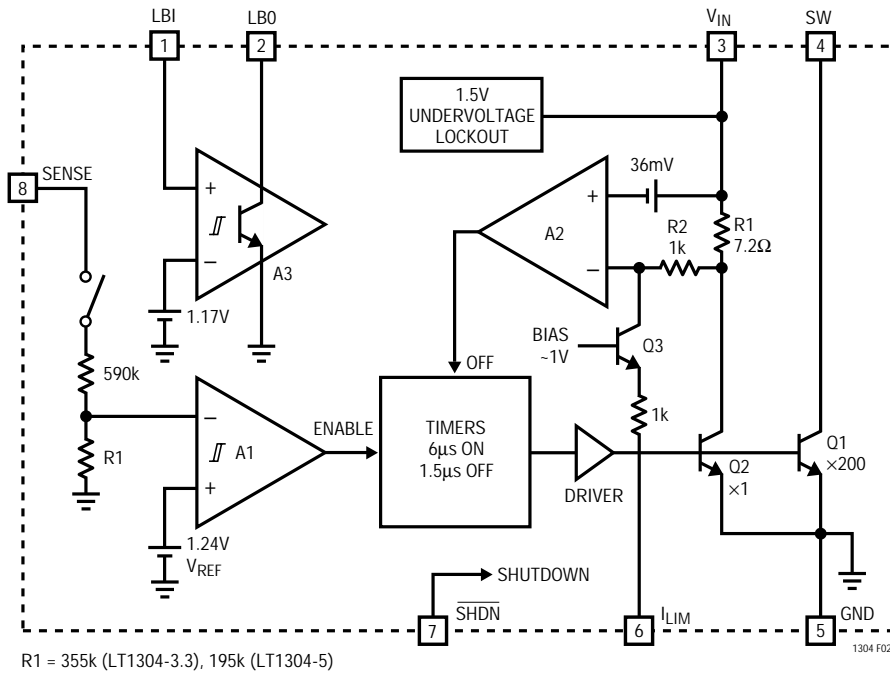 LBI
LB0
VIN
SW
1
2
3
4
1.5V
UNDERVOLTAGE
LOCKOUT
36mV
8
SENSE
+
A2
+
R2
1k
R1
7.2Ω
−
A3
−
1.17V
BIAS
~1V
Q3
OFF
590k
1k
−
A1
ENABLE
TIMERS
6µs ON
1.5µs OFF
R1
+
DRIVER
Q2
×1
Q1
×200
1.24V
VREF
SHUTDOWN
7
SHDN
6
ILIM
5
GND
1304 F02
R1 = 355k (LT1304-3.3), 195k (LT1304-5)